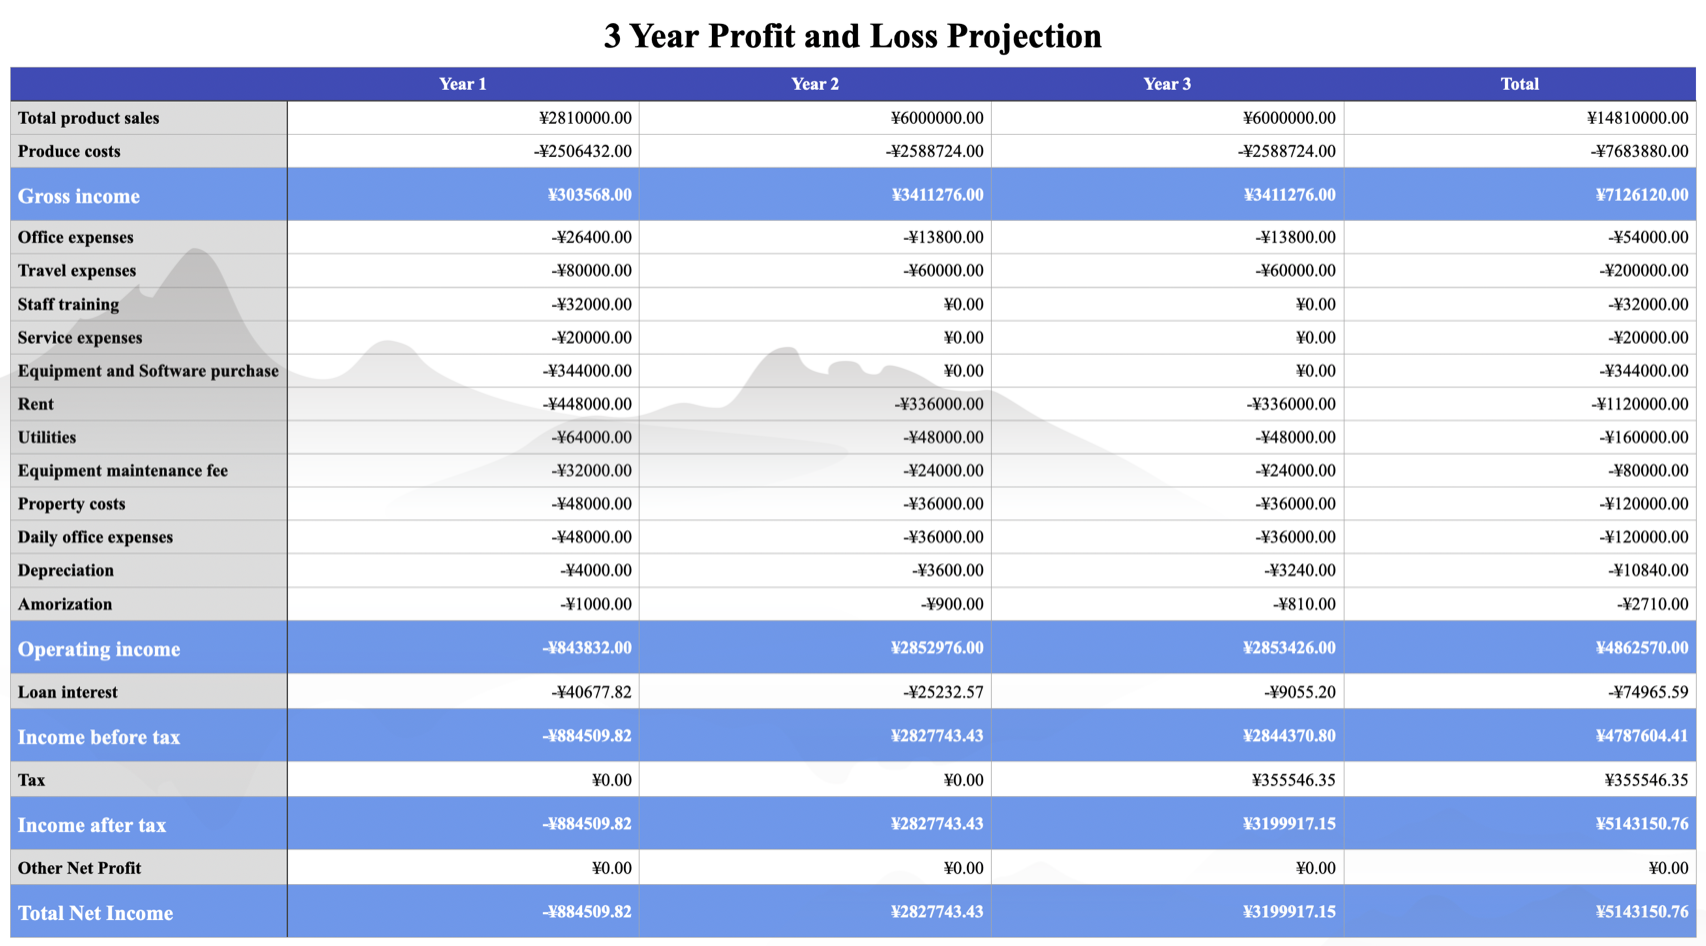 3 Year Profit and Loss Projection
Year 1 Year 2 Year 3 Total
Total product sales ¥2810000.00 ¥6000000.00 ¥6000000.00 ¥14810000.00
Produce costs -¥2506432.00 -¥2588724.00 -¥2588724.00 -¥7683880.00
Gross income ¥303568.00 ¥3411276.00 ¥3411276.00 ¥7126120.00
Office expenses -¥26400.00 -¥13800.00 -¥13800.00 -¥54000.00
Travel expenses -¥80000.00 -¥60000.00 -¥60000.00 -¥200000.00
Staff training -¥32000.00 ¥0.00 ¥0.00 -¥32000.00
Service expenses -¥20000.00 ¥0.00 ¥0.00 -¥20000.00
Equipment and Software purchase -¥344000.00 ¥0.00 ¥0.00 -¥344000.00
Rent -¥448000.00 -¥336000.00 -¥336000.00 -¥1120000.00
Utilities -¥64000.00 -¥48000.00 -¥48000.00 -¥160000.00
Equipment maintenance fee -¥32000.00 -¥24000.00 -¥24000.00 -¥80000.00
Property costs -¥48000.00 -¥36000.00 -¥36000.00 -¥120000.00
Daily office expenses -¥48000.00 -¥36000.00 -¥36000.00 -¥120000.00
Depreciation -¥4000.00 -¥3600.00 -¥3240.00 -¥10840.00
Amorization -¥1000.00 -¥900.00 -¥810.00 -¥2710.00
Operating income -¥843832.00 ¥2852976.00 ¥2853426.00 ¥4862570.00
Loan interest -¥40677.82 -¥25232.57 -¥9055.20 -¥74965.59
Income before tax -¥884509.82 ¥2827743.43 ¥2844370.80 ¥4787604.41
Tax ¥0.00 ¥0.00 ¥355546.35 ¥355546.35
Income after tax -¥884509.82 ¥2827743.43 ¥3199917.15 ¥5143150.76
Other Net Profit ¥0.00 ¥0.00 ¥0.00 ¥0.00
Total Net Income -¥884509.82 ¥2827743.43 ¥3199917.15 ¥5143150.76